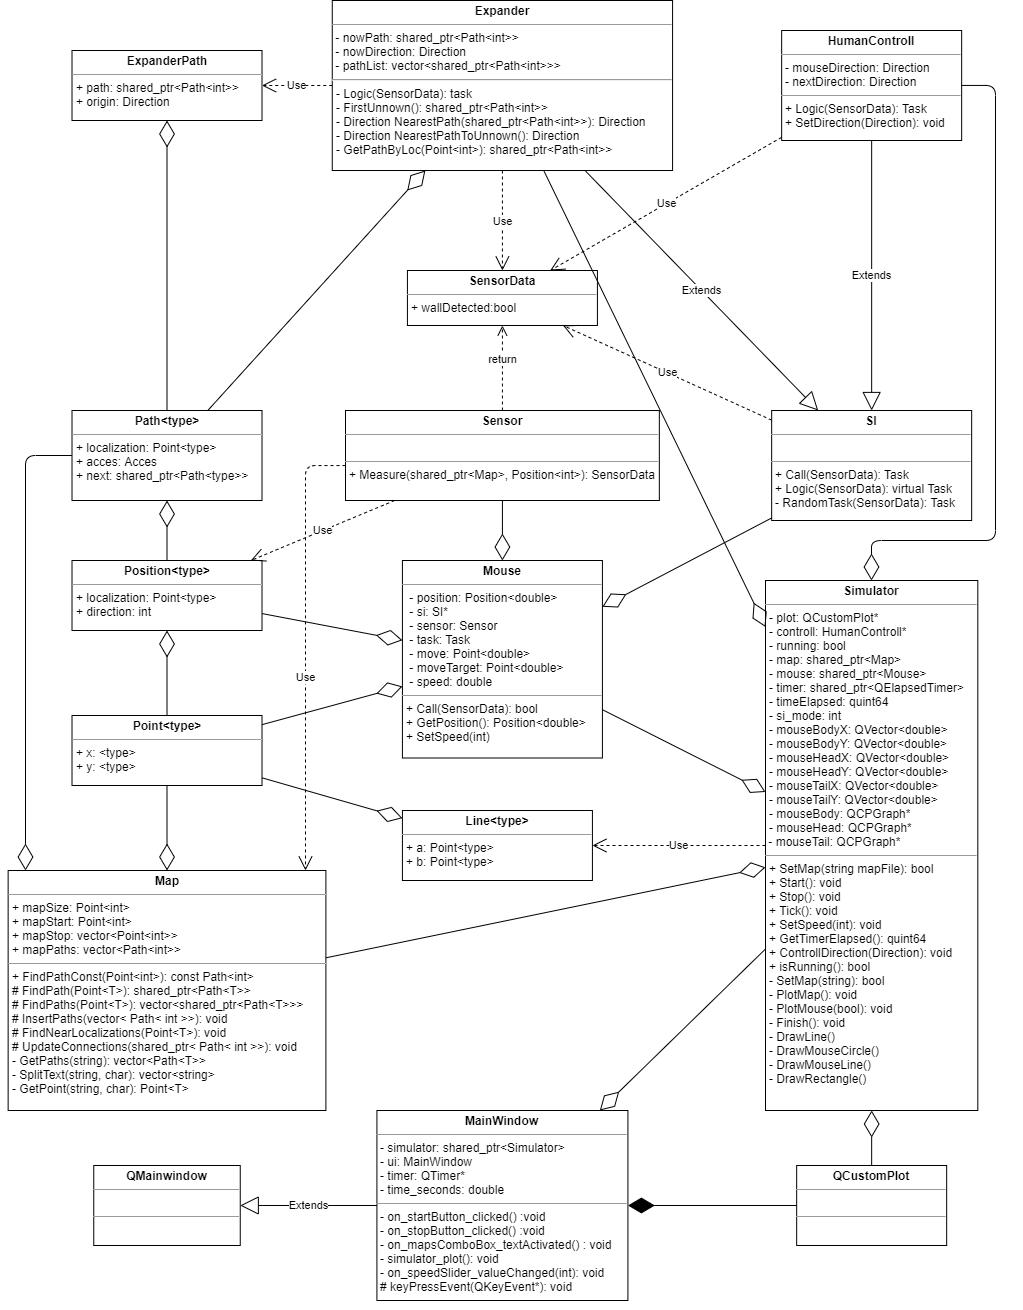 Expander
- nowPath: shared_ptr<Path<int>>
- nowDirection: Direction
- pathList: vector<shared_ptr<Path<int>>>
- Logic(SensorData): task
- FirstUnnown(): shared_ptr<Path<int>>
- Direction NearestPath(shared_ptr<Path<int>>): Direction
- Direction NearestPathToUnnown(): Direction
- GetPathByLoc(Point<int>): shared_ptr<Path<int>>
HumanControll
- mouseDirection: Direction
- nextDirection: Direction
+ Logic(SensorData): Task
+ SetDirection(Direction): void
ExpanderPath
+ path: shared_ptr<Path<int>>
+ origin: Direction
Use
Use
Use
Extends
Extends
SensorData
+ wallDetected:bool
return
Use
Path<type>
+ localization: Point<type>
+ acces: Acces
+ next: shared_ptr<Path<type>>
Sensor
+ Measure(shared_ptr<Map>, Position<int>): SensorData
SI
+ Call(SensorData): Task
+ Logic(SensorData): virtual Task
- RandomTask(SensorData): Task
Use
Position<type>
+ localization: Point<type>
+ direction: int
Mouse
- position: Position<double>
- si: SI*
- sensor: Sensor
- task: Task
- move: Point<double>
- moveTarget: Point<double>
- speed: double
+ Call(SensorData): bool
+ GetPosition(): Position<double>
+ SetSpeed(int)
Use
Simulator
- plot: QCustomPlot*
- controll: HumanControll*
- running: bool
- map: shared_ptr<Map>
- mouse: shared_ptr<Mouse>
- timer: shared_ptr<QElapsedTimer>
- timeElapsed: quint64
- si_mode: int
- mouseBodyX: QVector<double>
- mouseBodyY: QVector<double>
- mouseHeadX: QVector<double>
- mouseHeadY: QVector<double>
- mouseTailX: QVector<double>
- mouseTailY: QVector<double>
- mouseBody: QCPGraph*
- mouseHead: QCPGraph*
- mouseTail: QCPGraph*
+ SetMap(string mapFile): bool
+ Start(): void
+ Stop(): void
+ Tick(): void
+ SetSpeed(int): void
+ GetTimerElapsed(): quint64
+ ControllDirection(Direction): void
+ isRunning(): bool
- SetMap(string): bool
- PlotMap(): void
- PlotMouse(bool): void
- Finish(): void
- DrawLine()
- DrawMouseCircle()
- DrawMouseLine()
- DrawRectangle()
Point<type>
+ x: <type>
+ y: <type>
Line<type>
+ a: Point<type>
+ b: Point<type>
Use
Map
+ mapSize: Point<int>
+ mapStart: Point<int>
+ mapStop: vector<Point<int>>
+ mapPaths: vector<Path<int>>
+ FindPathConst(Point<int>): const Path<int>
# FindPath(Point<T>): shared_ptr<Path<T>>
# FindPaths(Point<T>): vector<shared_ptr<Path<T>>>
# InsertPaths(vector< Path< int >>): void
# FindNearLocalizations(Point<T>): void
# UpdateConnections(shared_ptr< Path< int >>): void
- GetPaths(string): vector<Path<T>>
- SplitText(string, char): vector<string>
- GetPoint(string, char): Point<T>
MainWindow
- simulator: shared_ptr<Simulator>
- ui: MainWindow
- timer: QTimer*
- time_seconds: double
- on_startButton_clicked() :void
- on_stopButton_clicked() :void
- on_mapsComboBox_textActivated() : void
- simulator_plot(): void
- on_speedSlider_valueChanged(int): void
# keyPressEvent(QKeyEvent*): void
QMainwindow
Extends
QCustomPlot